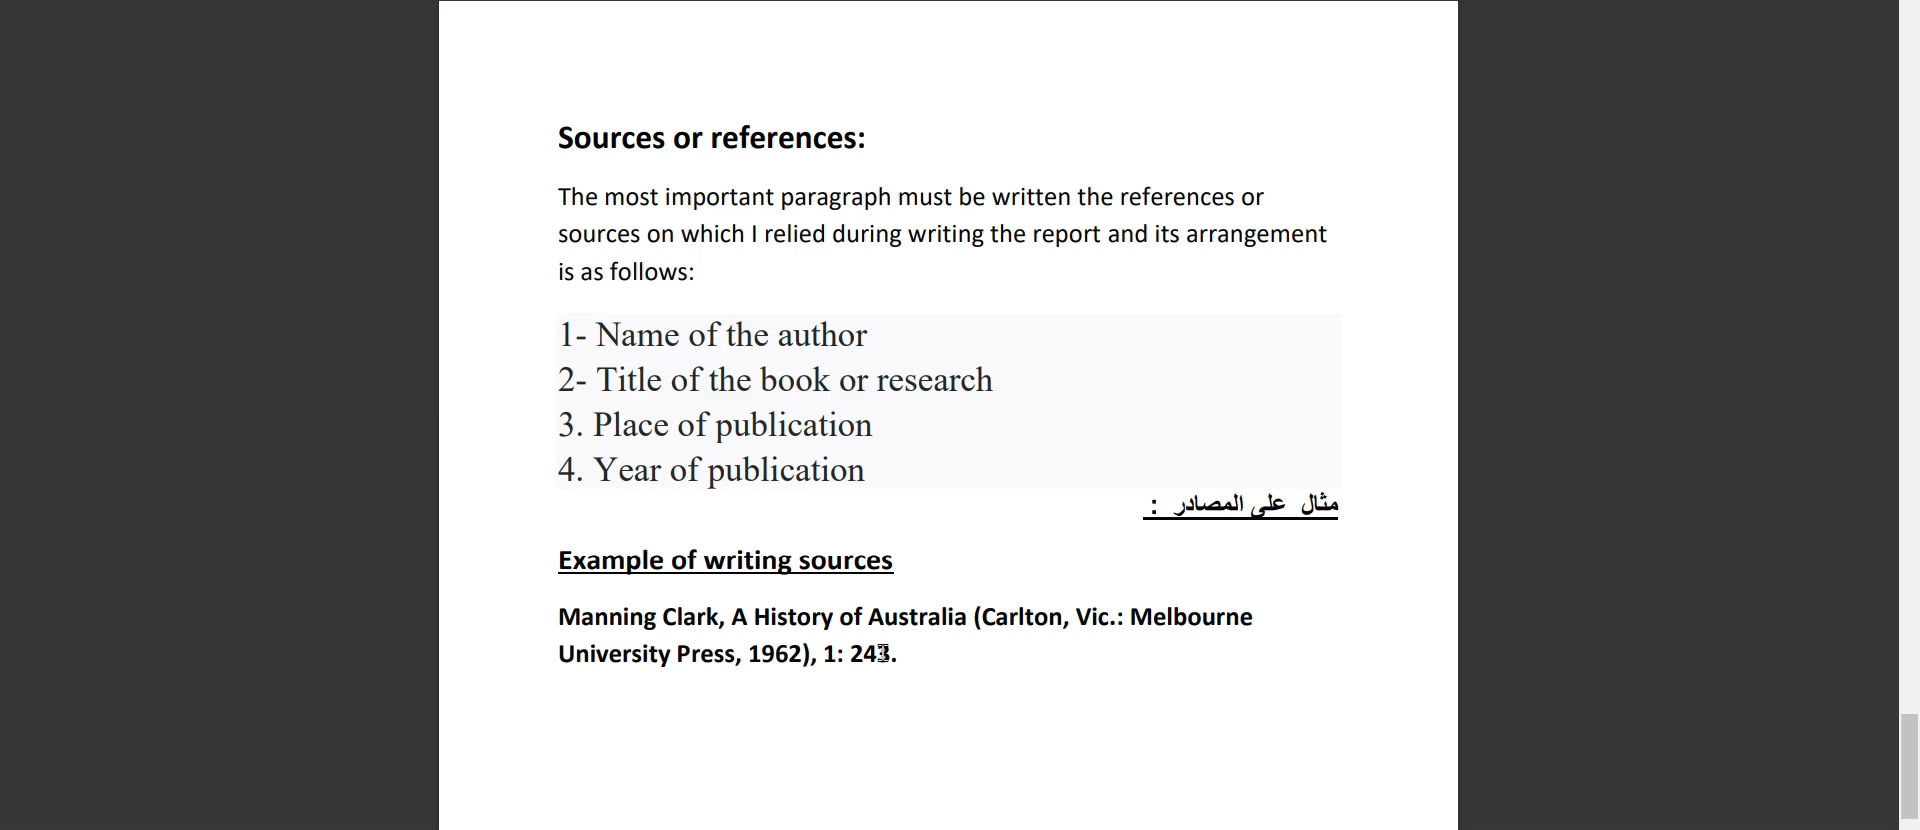 Sources or references:
The most important paragraph must be written the references or
sources on which I relied during writing the report and its arrangement
is as follows:
1- Name of the author
2- Title of the book or research
3. Place of publication
4. Year of publication
مثال على المصادر :
Example of writing sources
Manning Clark, A History of Australia (Carlton, Vic.: Melbourne
University Press, 1962), 1: 243.